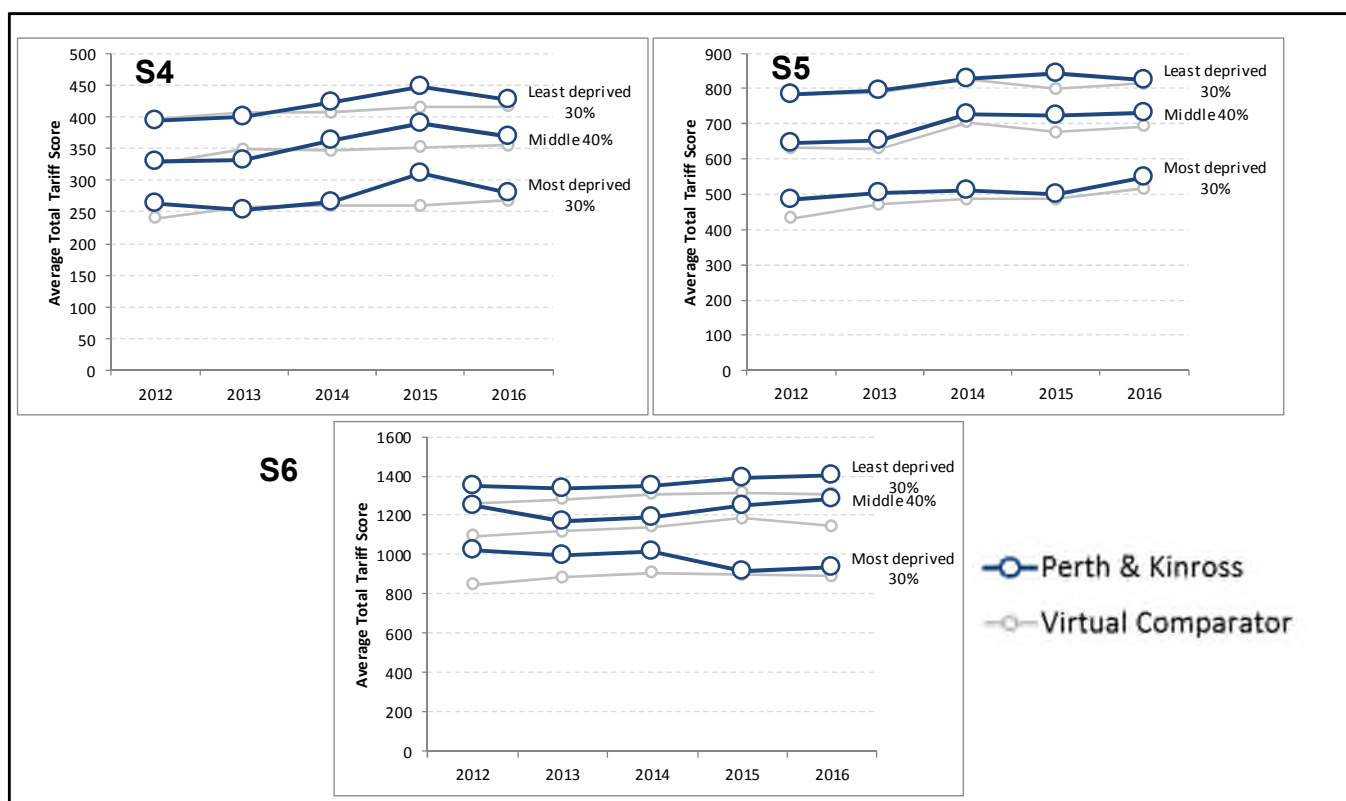 S4
Average Total Tariff Score
500
450
400
350
300
250
200
150
100
50
0
2012 2013 2014 2015 2016
Least deprived
30%
Middle 40%
Most deprived
30%
S5
Average Total Tariff Score
900
800
700
600
500
400
300
200
100
0
2012 2013 2014 2015 2016
Least deprived
30%
Middle 40%
Most deprived
30%
S6
Average Total Tariff Score
1600
1400
1200
1000
800
600
400
200
0
2012 2013 2014 2015 2016
Least deprived
30%
Middle 40%
Most deprived
30%
Perth & Kinross
Virtual Comparator